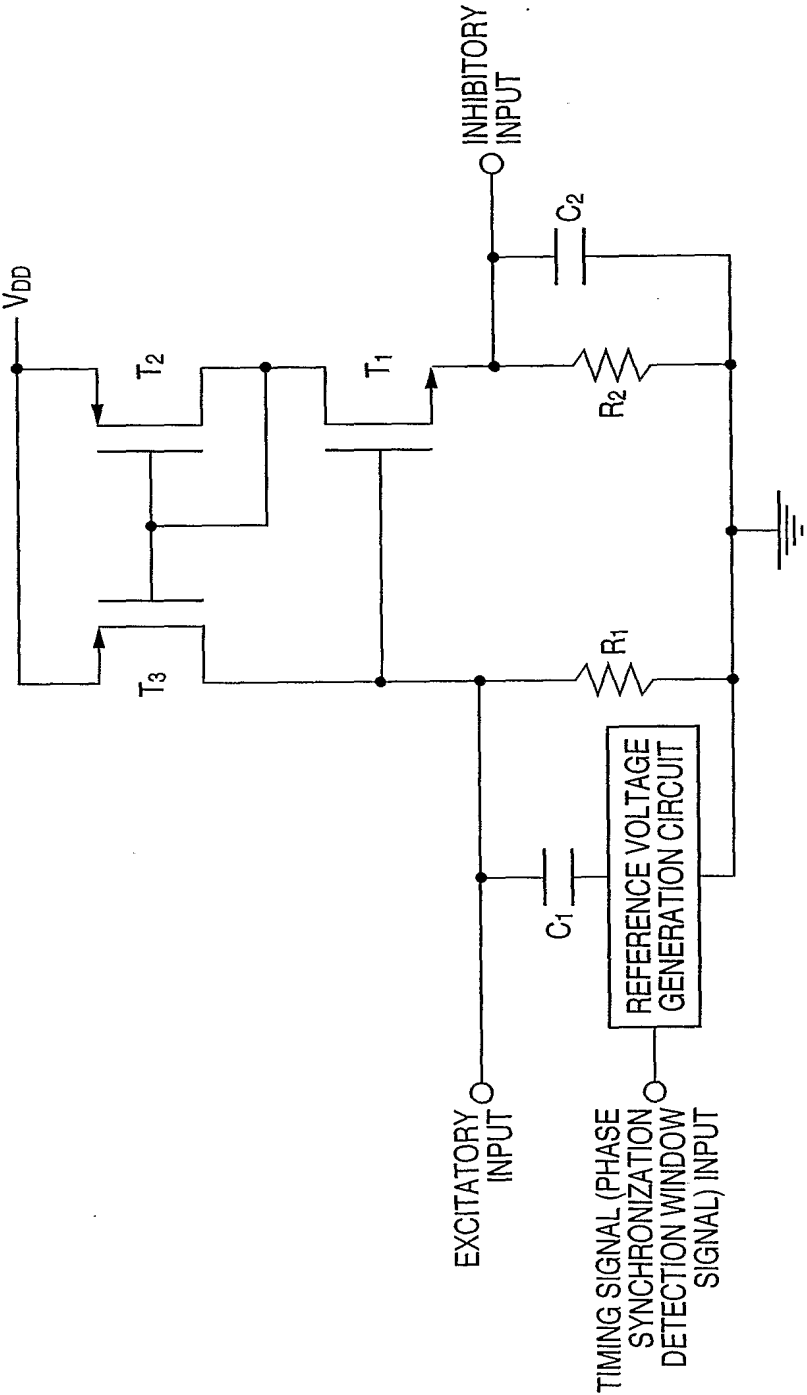 VDD
T3
T2
T1
EXCITATORY
INPUT
INHIBITORY
INPUT
C1
R1
R2
C2
REFERENCE VOLTAGE
GENERATION CIRCUIT
TIMING SIGNAL (PHASE
SYNCHRONIZATION
DETECTION WINDOW
SIGNAL) INPUT